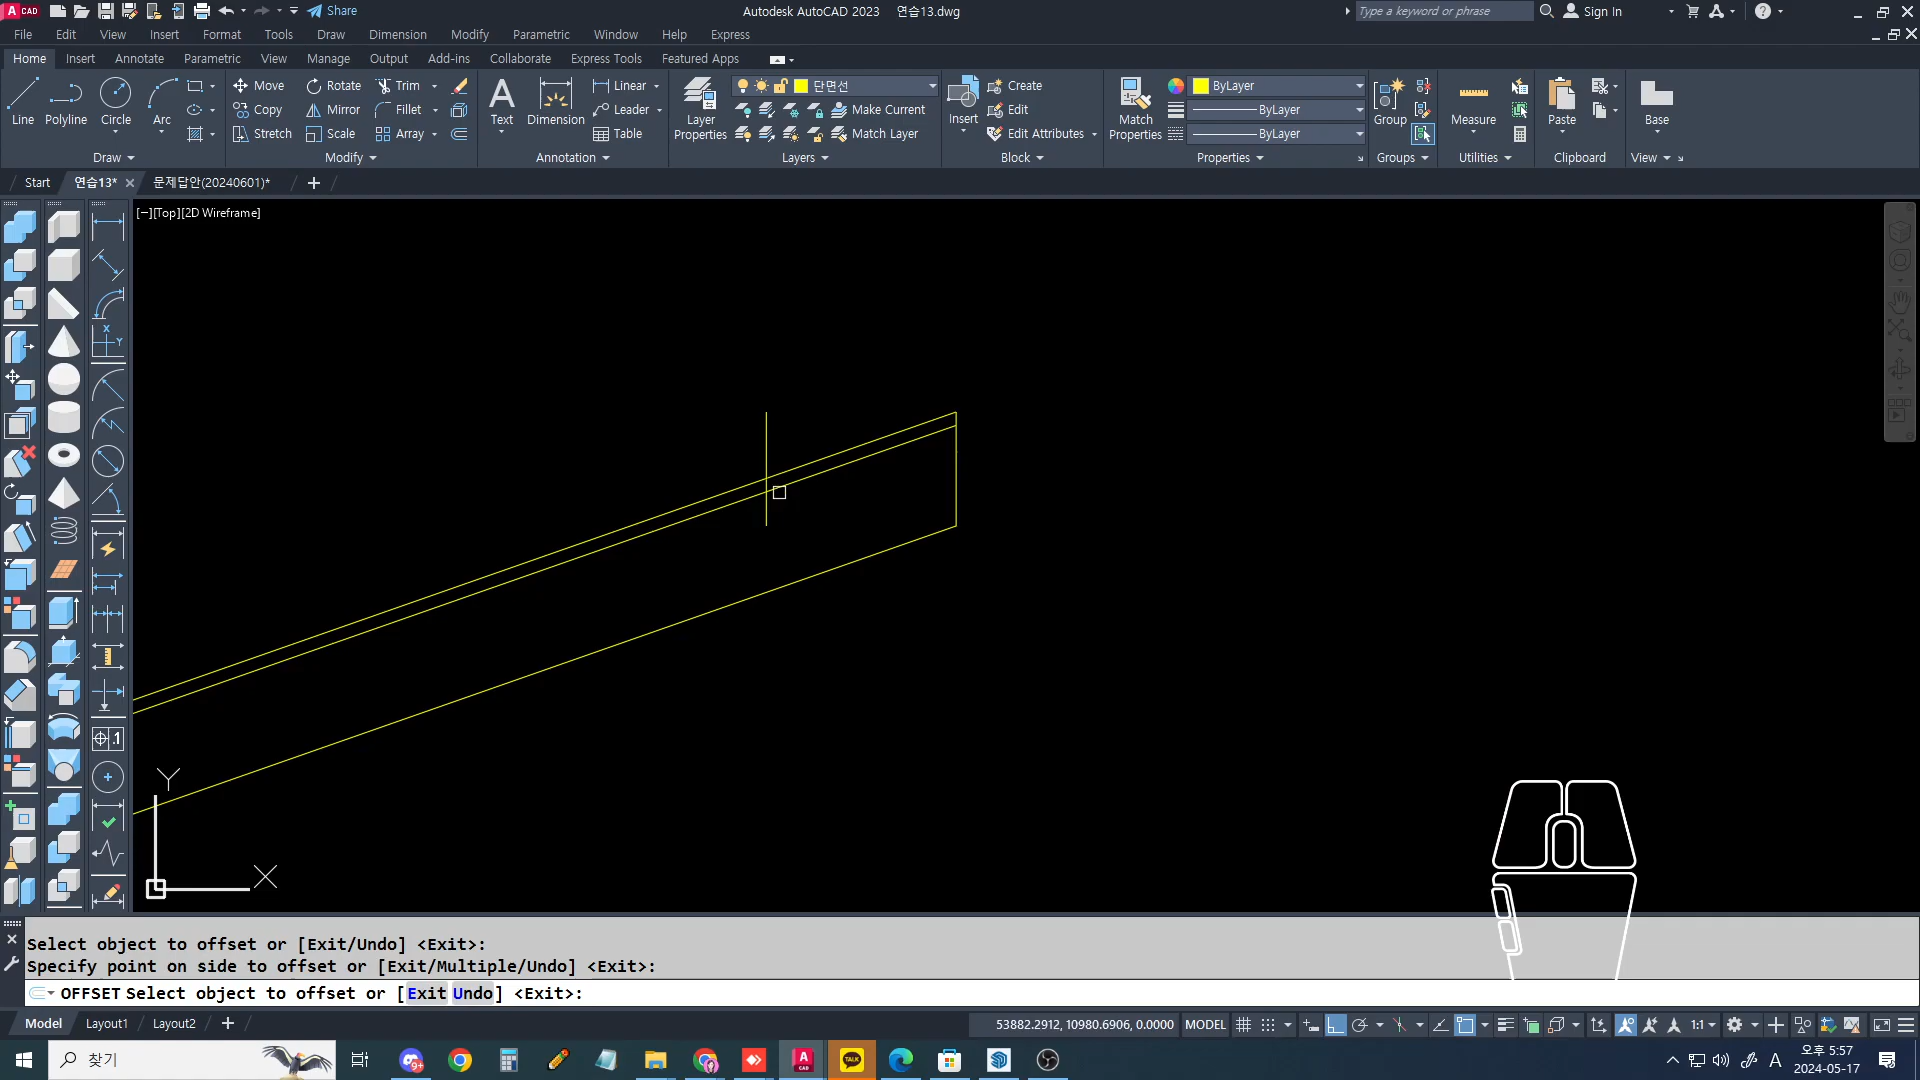 CAD
Share
Autodesk AutoCAD 2023 연습13.dwg
Type a keyword or phrase
Sign In
File Edit View Insert Format Tools Draw Dimension Modify Parametric Window Help Express
Home Insert Annotate Parametric View Manage Output Add-ins Collaborate Express Tools Featured Apps
Line Polyline Circle Arc
Move Rotate Trim
Copy Mirror Fillet
Stretch Scale Array
Text Dimension
Linear
Leader
Table
Layer Properties
단면선
Make Current
Match Layer
Insert
Create
Edit
Edit Attributes
Match Properties
ByLayer
ByLayer
ByLayer
Group
Measure
Paste
Base
Draw Modify Annotation Layers Block Properties Groups Utilities Clipboard View
Start 연습13* 문제답안(20240601)*
[−][Top][2D Wireframe]
X
Y
.1
Y
X
Select object to offset or [Exit/Undo] <Exit>:
Specify point on side to offset or [Exit/Multiple/Undo] <Exit>:
OFFSET Select object to offset or [Exit Undo] <Exit>:
Model Layout1 Layout2
53882.2912, 10980.6906, 0.0000 MODEL
1:1
찾기
9+
A CAD
TALK
A
오후 5:57
2024-05-17